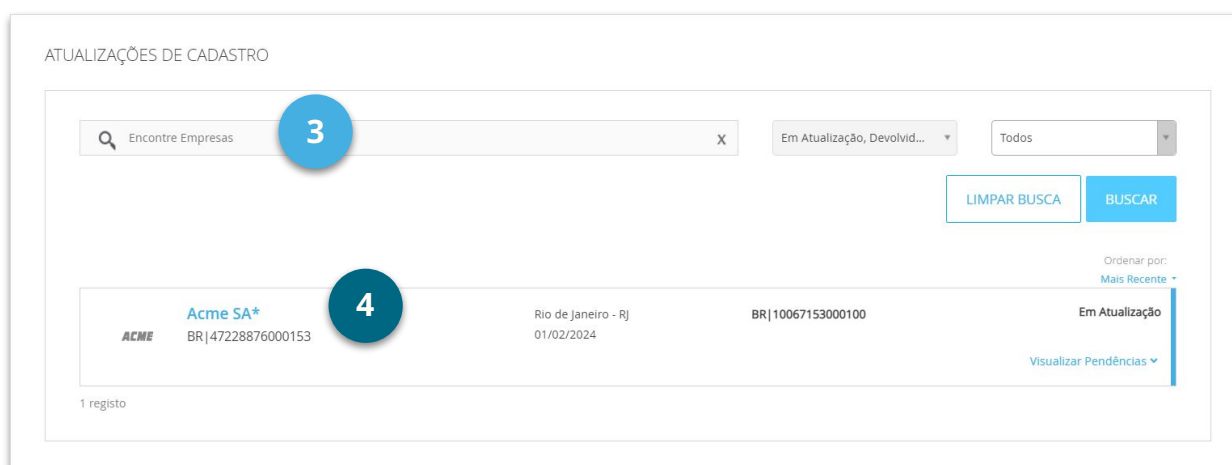 ATUALIZAÇÕES DE CADASTRO
Encontre Empresas
3
X
Em Atualização, Devolvid...
Todos
LIMPAR BUSCA
BUSCAR
Ordenar por:
Mais Recente
4
ACME
Acme SA*
BR|47228876000153
Rio de Janeiro - RJ
01/02/2024
BR|10067153000100
Em Atualização
Visualizar Pendências
1 registo